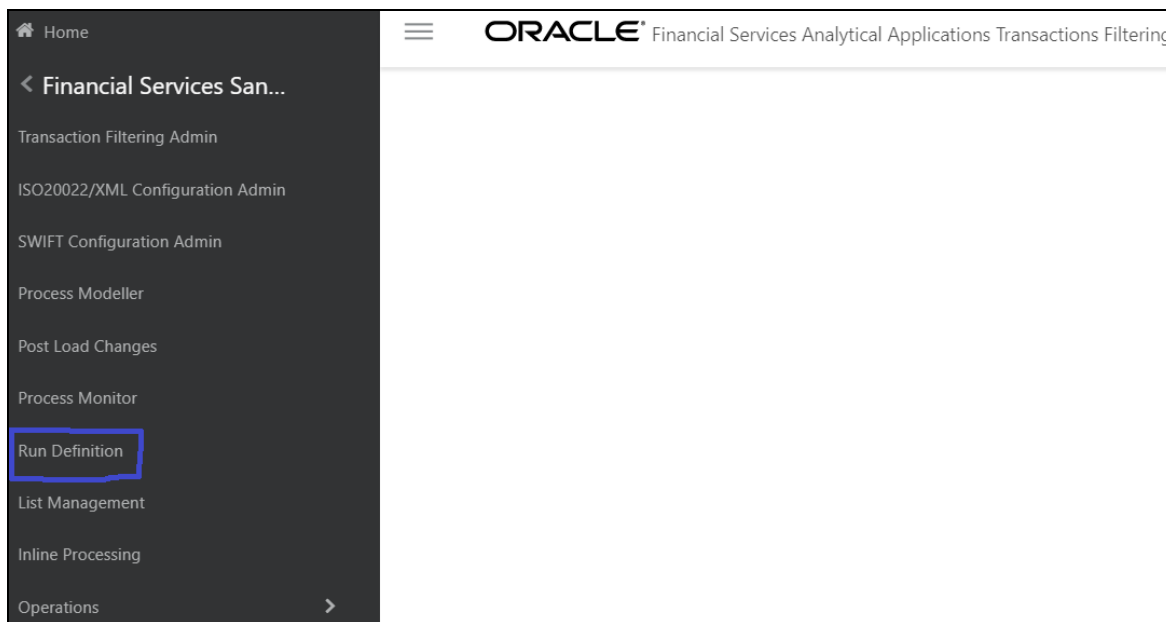 Home
ORACLE® Financial Services Analytical Applications Transactions Filtering
Financial Services San...
Transaction Filtering Admin
ISO20022/XML Configuration Admin
SWIFT Configuration Admin
Process Modeller
Post Load Changes
Process Monitor
Run Definition
List Management
Inline Processing
Operations